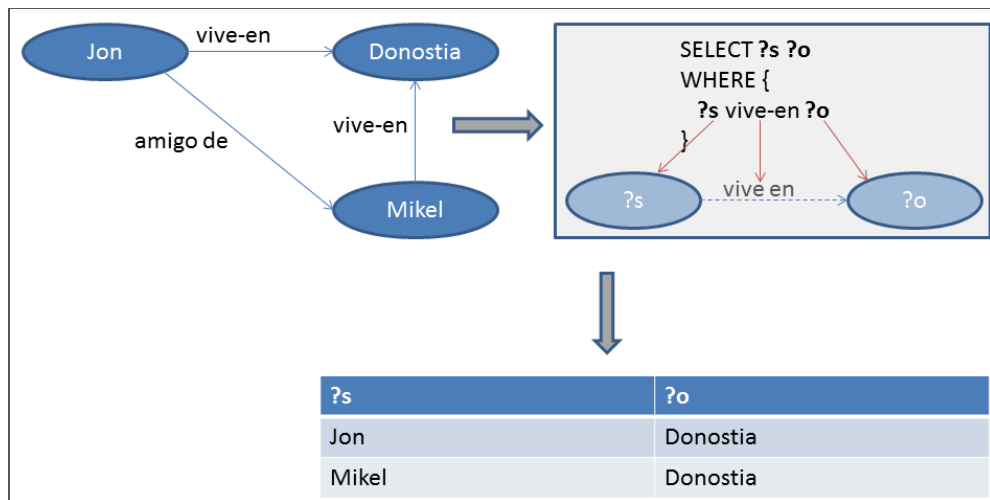 Jon
vive-en
Donostia
amigo de
vive-en
Mikel
SELECT ?s ?o
WHERE {
?s vive-en ?o
}
?s
vive en
?o
?s ?o
Jon Donostia
Mikel Donostia